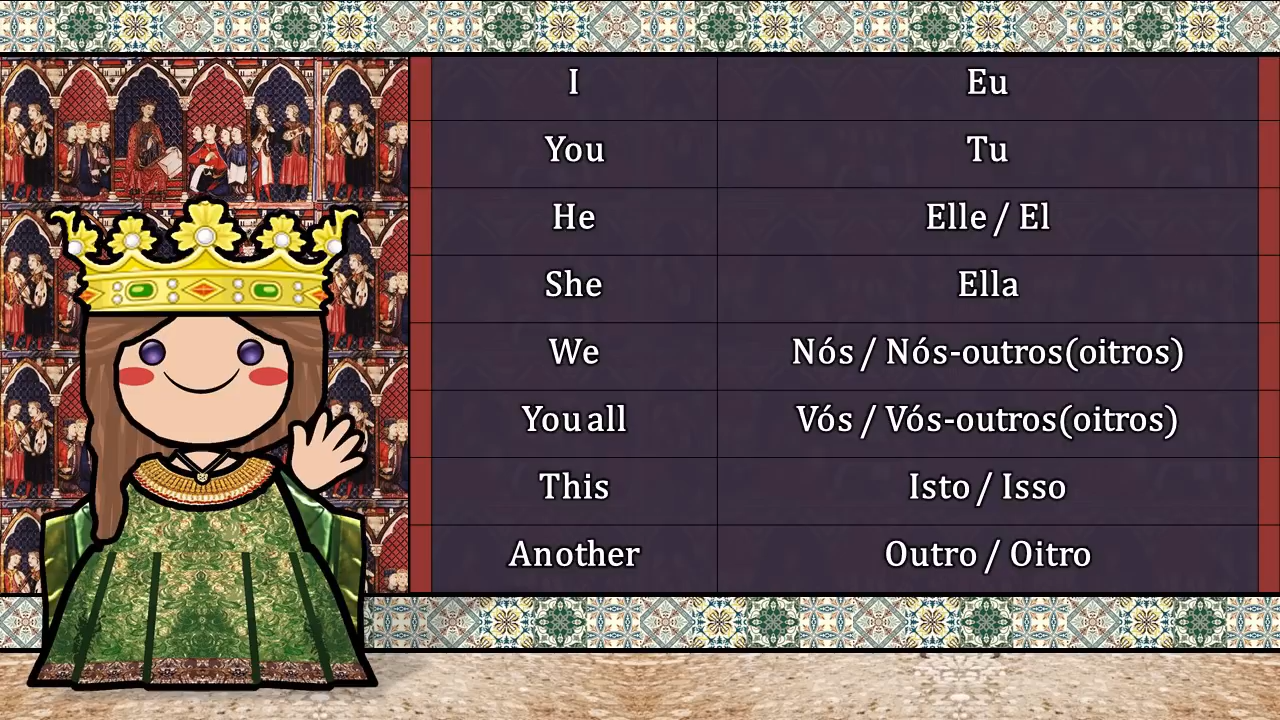 I Eu
You Tu
He Elle / El
She Ella
We Nós / Nós-outros(oitros)
You all Vós / Vós-outros(oitros)
This Isto / Isso
Another Outro / Oitro